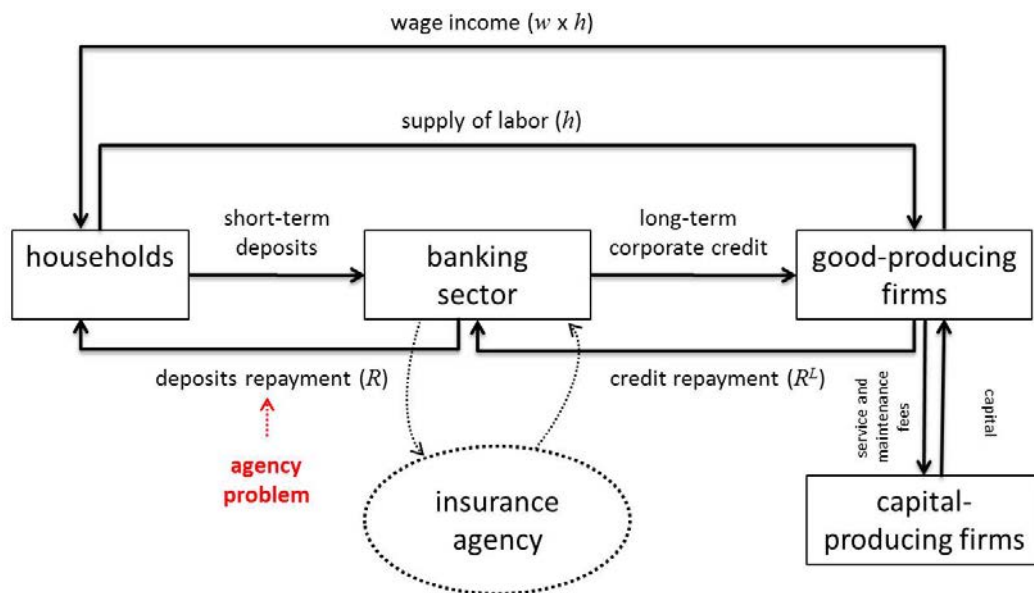 wage income (w x h)
supply of labor (h)
short-term
deposits
long-term
corporate credit
households
banking
sector
good-producing
firms
deposits repayment (R)
credit repayment (R^L)
service and
maintenance
fees
capital
agency
problem
insurance
agency
capital-
producing firms